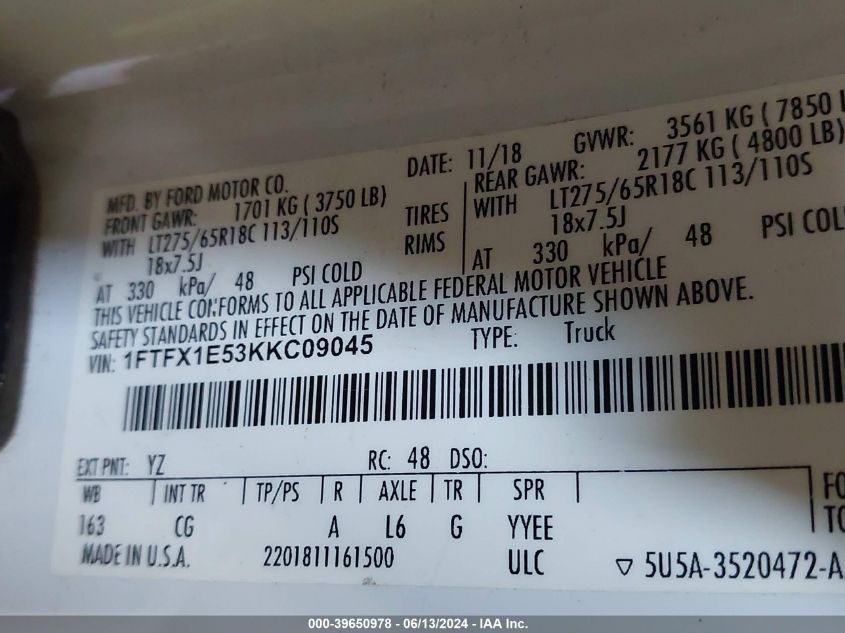 MFD. BY FORD MOTOR CO. DATE: 11/18 GVWR: 3561 KG ( 7850
FRONT GAWR: 1701 KG ( 3750 LB) REAR GAWR: 2177 KG ( 4800 LB)
WITH LT275/65R18C 113/110S TIRES WITH LT275/65R18C 113/110S
18x7.5J RIMS 18x7.5J
AT 330 kPa/ 48 PSI COLD AT 330 kPa/ 48 PSI COL
THIS VEHICLE CONFORMS TO ALL APPLICABLE FEDERAL MOTOR VEHICLE
SAFETY STANDARDS IN EFFECT ON THE DATE OF MANUFACTURE SHOWN ABOVE.
VIN: 1FTFX1E53KKC09045 TYPE: Truck
EXT PNT: YZ RC: 48 DSO:
WB INT TR TP/PS R AXLE TR SPR FO
163 CG A L6 G YYEE TO
MADE IN U.S.A. 2201811161500 ULC ▽ 5U5A-3520472-A
000-39650978 - 06/13/2024 - IAA Inc.